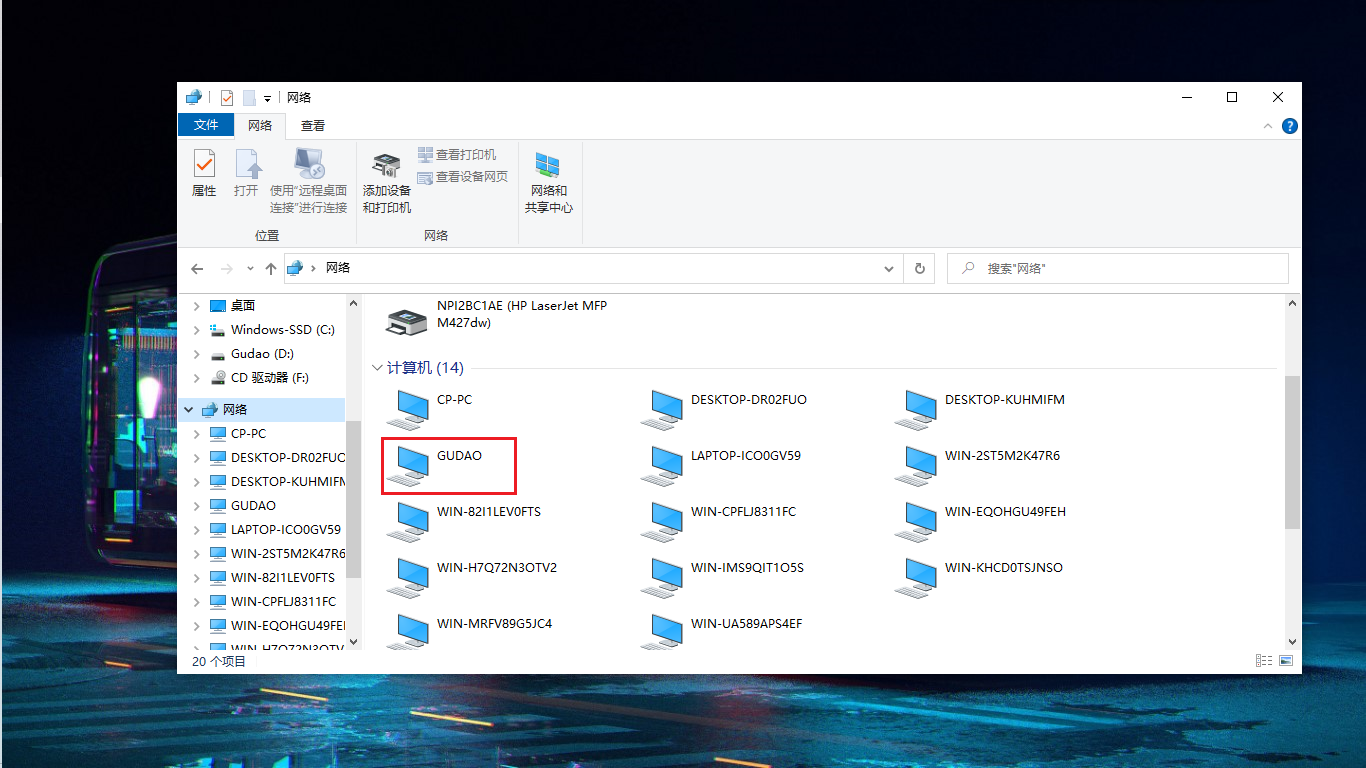 网络
文件
网络
查看
属性
打开
使用"远程桌面
连接"进行连接
位置
添加设备
和打印机
查看打印机
查看设备网页
网络
网络和
共享中心
网络
搜索"网络"
桌面
Windows-SSD (C:)
Gudao (D:)
CD 驱动器 (F:)
网络
CP-PC
DESKTOP-DR02FUO
DESKTOP-KUHMIFM
GUDAO
LAPTOP-ICO0GV59
WIN-2ST5M2K47R6
WIN-82I1LEV0FTS
WIN-CPFLJ8311FC
WIN-EQOHGU49FEH
WIN-H7Q72N3OTV
NPI2BC1AE (HP LaserJet MFP
M427dw)
计算机 (14)
CP-PC
DESKTOP-DR02FUO
DESKTOP-KUHMIFM
GUDAO
LAPTOP-ICO0GV59
WIN-2ST5M2K47R6
WIN-82I1LEV0FTS
WIN-CPFLJ8311FC
WIN-EQOHGU49FEH
WIN-H7Q72N3OTV2
WIN-IMS9QIT1O5S
WIN-KHCD0TSJNSO
WIN-MRFV89G5JC4
WIN-UA589APS4EF
20 个项目